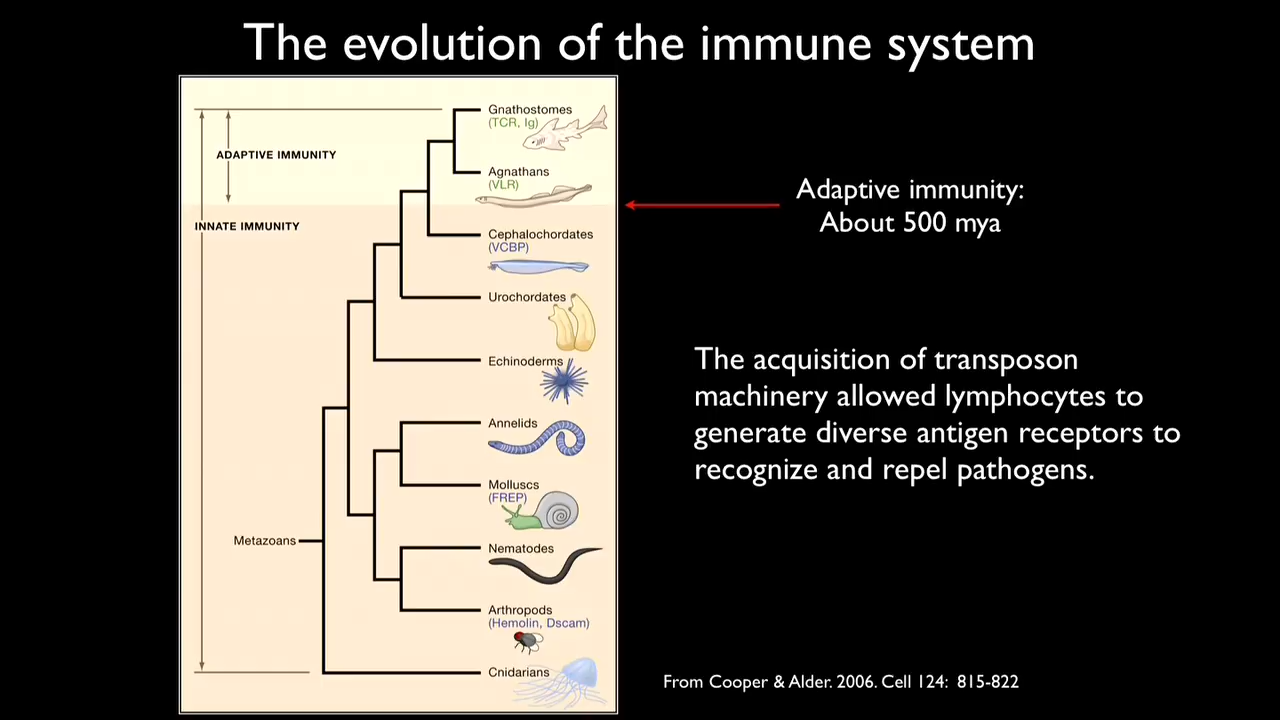 The evolution of the immune system
Gnathostomes
(TCR, Ig)
ADAPTIVE IMMUNITY
Agnathans
(VLR)
INNATE IMMUNITY
Cephalochordates
(VCBP)
Urochordates
Echinoderms
Annelids
Molluscs
(FREP)
Metazoans
Nematodes
Arthropods
(Hemolin, Dscam)
Cnidarians
Adaptive immunity:
About 500 mya
The acquisition of transposon
machinery allowed lymphocytes to
generate diverse antigen receptors to
recognize and repel pathogens.
From Cooper & Alder. 2006. Cell 124: 815-822